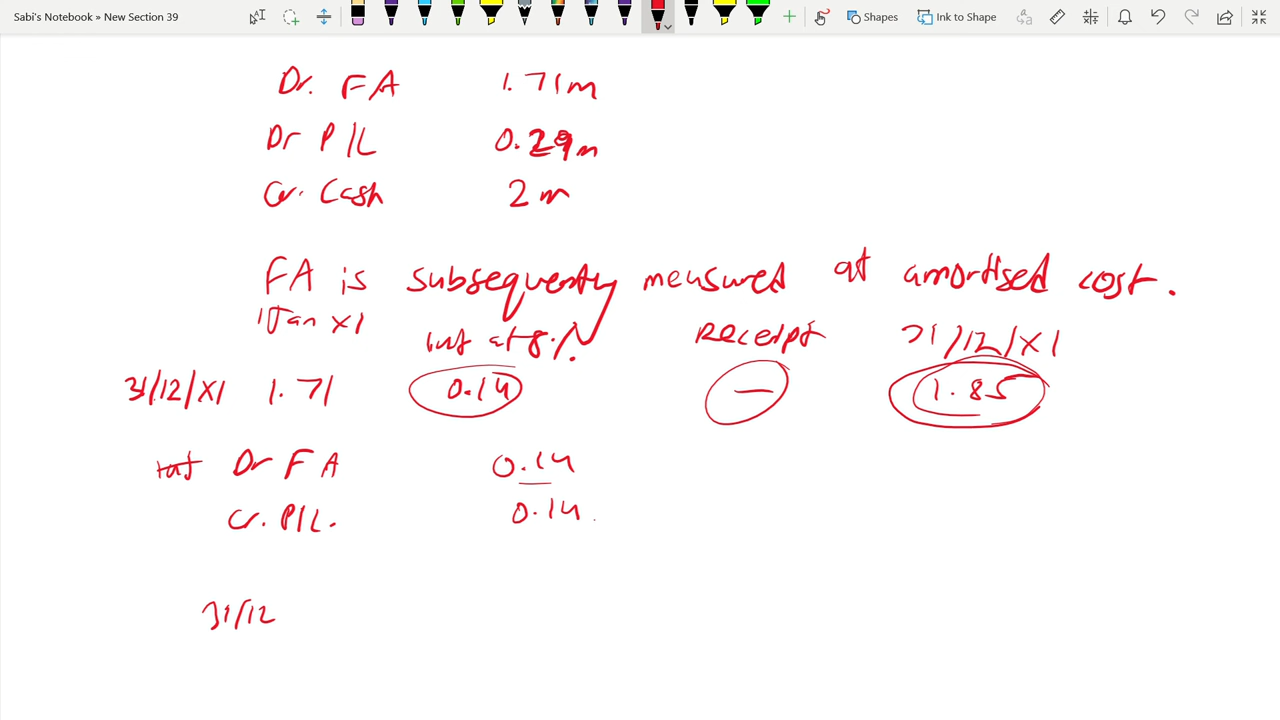 Sabi's Notebook » New Section 39
Shapes
Ink to Shape
Dr. FA 1.71m
Dr P/L 0.29m
Cr. Cash 2m
FA is subsequently measured at amortised cost.
1 Jan X1
int at 8% Receipt 31/12/X1
31/12/X1 1.71 0.14 — 1.85
int Dr FA 0.14
Cr. P/L. 0.14
31/12